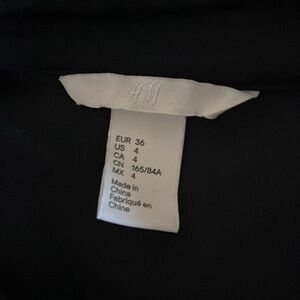 H&M
EUR 36
US 4
CA 4
CN 165/84A
MX 4
Made in
China
Fabriqué en
Chine